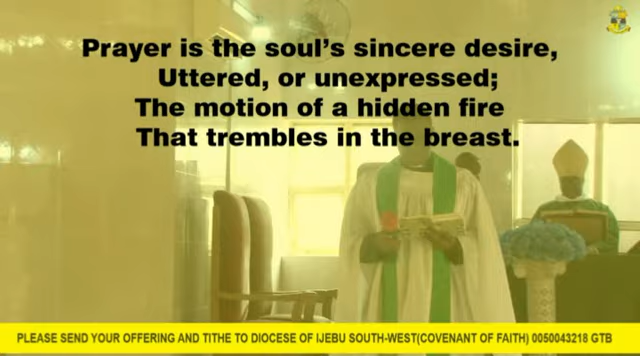 Prayer is the soul's sincere desire,
Uttered, or unexpressed;
The motion of a hidden fire
That trembles in the breast.
PLEASE SEND YOUR OFFERING AND TITHE TO DIOCESE OF IJEBU SOUTH-WEST(COVENANT OF FAITH) 0050043218 GTB